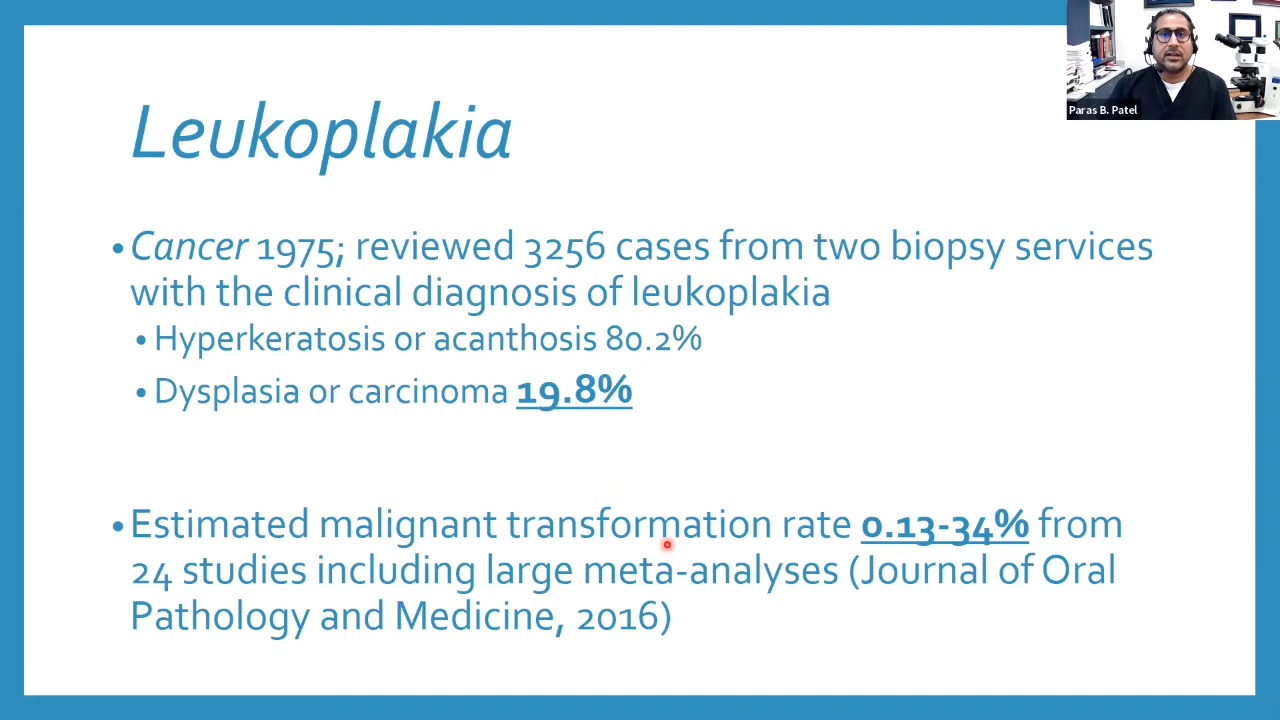 Paras B. Patel
Leukoplakia
• Cancer 1975; reviewed 3256 cases from two biopsy services
with the clinical diagnosis of leukoplakia
• Hyperkeratosis or acanthosis 80.2%
• Dysplasia or carcinoma 19.8%
• Estimated malignant transformation rate 0.13-34% from
24 studies including large meta-analyses (Journal of Oral
Pathology and Medicine, 2016)